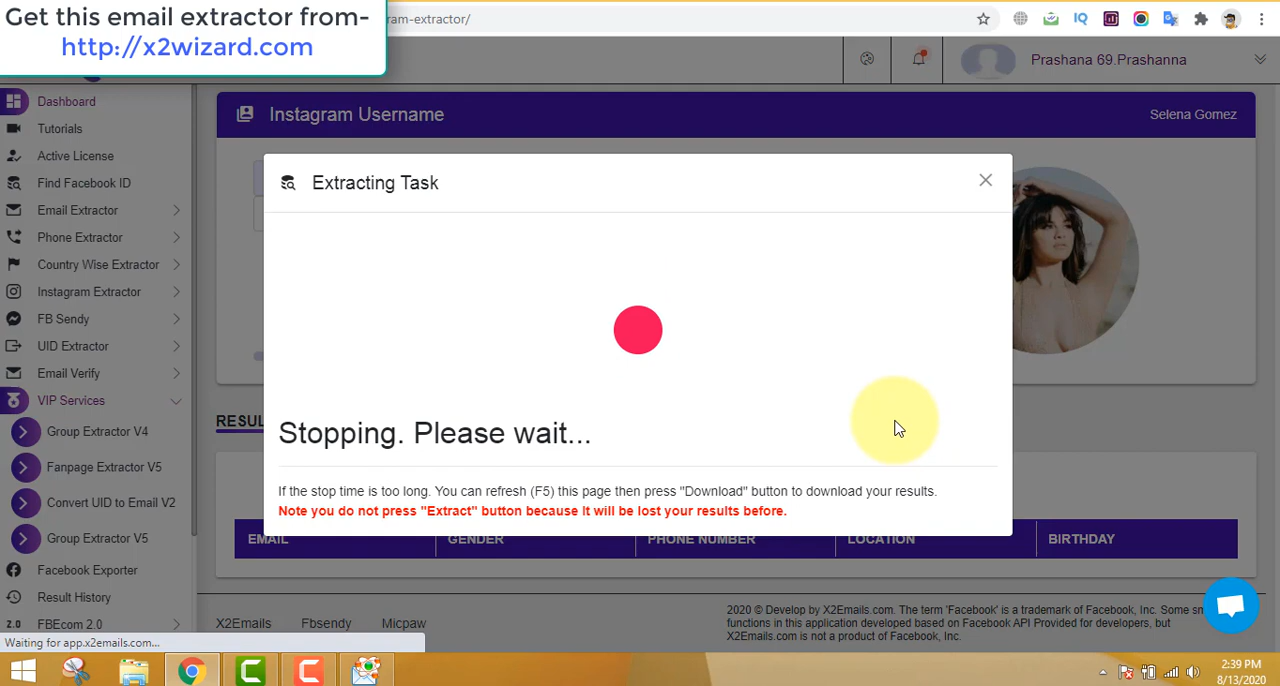 Get this email extractor from-
http://x2wizard.com
ram-extractor/
Prashana 69.Prashanna
Dashboard
Tutorials
Active License
Find Facebook ID
Email Extractor
Phone Extractor
Country Wise Extractor
Instagram Extractor
FB Sendy
UID Extractor
Email Verify
VIP Services
Group Extractor V4
Fanpage Extractor V5
Convert UID to Email V2
Group Extractor V5
Facebook Exporter
Result History
2.0 FBEcom 2.0
Instagram Username
Selena Gomez
Extracting Task
Stopping. Please wait...
If the stop time is too long. You can refresh (F5) this page then press "Download" button to download your results.
Note you do not press "Extract" button because it will be lost your results before.
RESUL
EMAIL GENDER PHONE NUMBER LOCATION BIRTHDAY
X2Emails Fbsendy Micpaw
2020 © Develop by X2Emails.com. The term 'Facebook' is a trademark of Facebook, Inc. Some sm
functions in this application developed based on Facebook API Provided for developers, but
X2Emails.com is not a product of Facebook, Inc.
Waiting for app.x2emails.com...
2:39 PM
8/13/2020